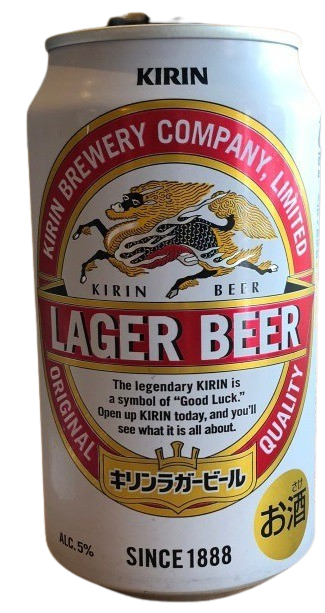 KIRIN
KIRIN BREWERY COMPANY, LIMITED
KIRIN BEER
LAGER BEER
ORIGINAL
QUALITY
The legendary KIRIN is
a symbol of “Good Luck.”
Open up KIRIN today, and you'll
see what it is all about.
キリンラガービール
さけ
お酒
ALC. 5%
SINCE 1888